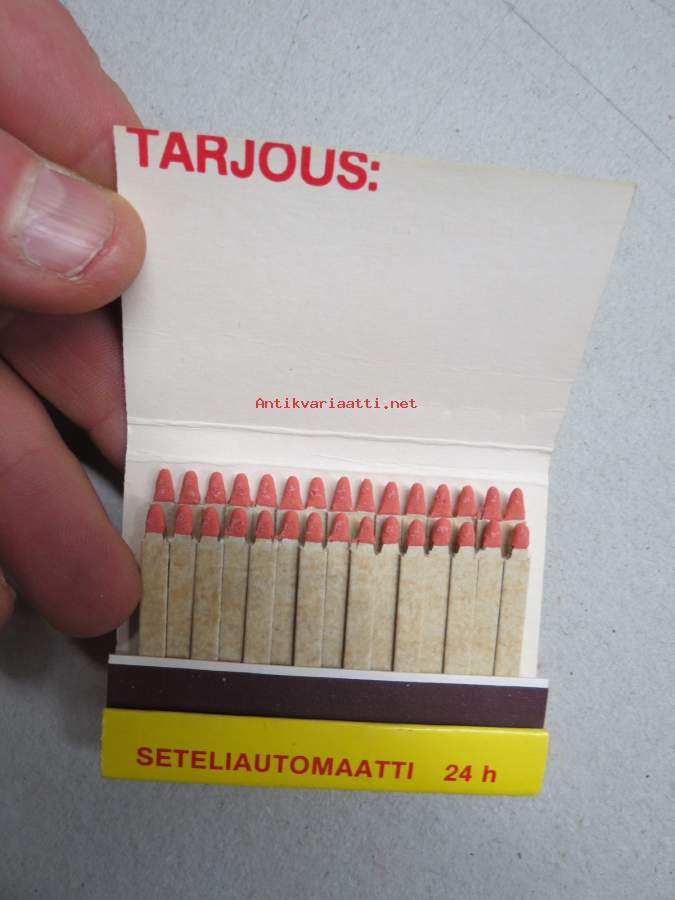 TARJOUS:
Antikvariaatti.net
SETELIAUTOMAATTI 24 h